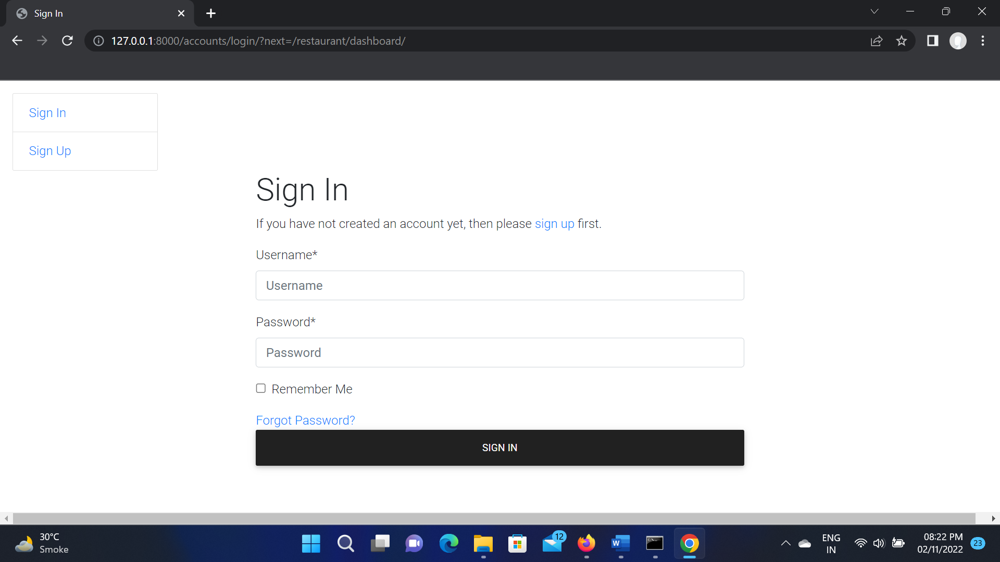 Sign In
127.0.0.1:8000/accounts/login/?next=/restaurant/dashboard/
Sign In
Sign Up
Sign In
If you have not created an account yet, then please sign up first.
Username*
Username
Password*
Password
Remember Me
Forgot Password?
SIGN IN
30°C
Smoke
12
W
ENG
IN
08:22 PM
02/11/2022
23